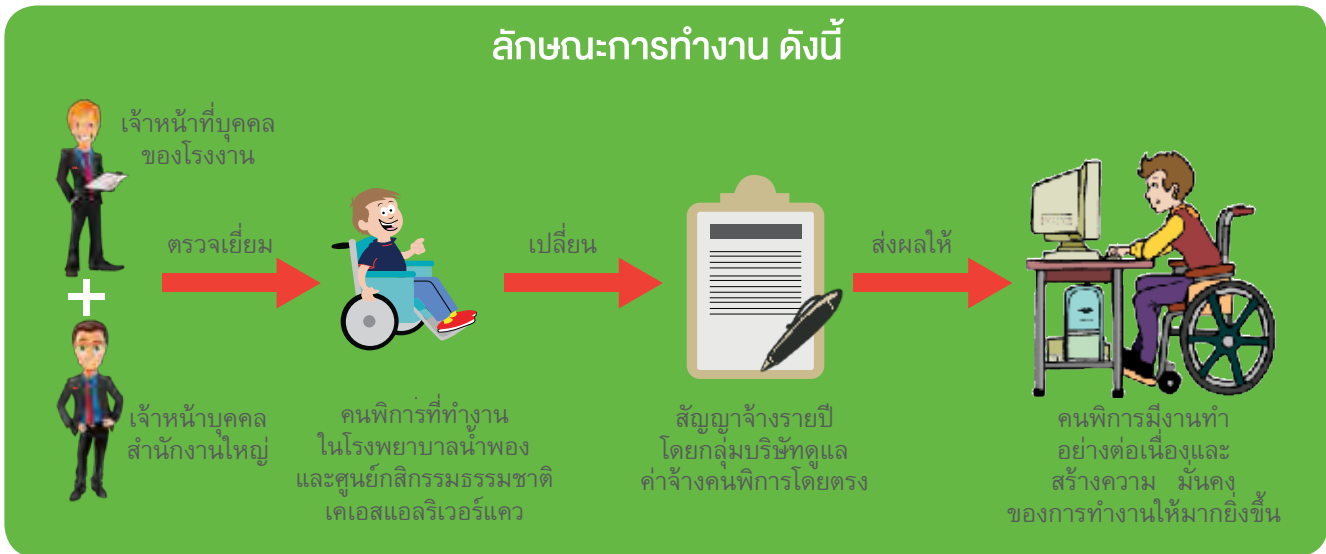 ลักษณะการทำงาน ดังนี้
เจ้าหน้าที่บุคคล
ของโรงงาน
เจ้าหน้าบุคคล
สำนักงานใหญ่
ตรวจเยี่ยม
คนพิการที่ทำงาน
ในโรงพยาบาลน้ำพอง
และศูนย์กสิกรรมธรรมชาติ
เคเอสแอลริเวอร์แคว
เปลี่ยน
สัญญาจ้างรายปี
โดยกลุ่มบริษัทดูแล
ค่าจ้างคนพิการโดยตรง
ส่งผลให้
คนพิการมีงานทำ
อย่างต่อเนื่องและ
สร้างความ มั่นคง
ของการทำงานให้มากยิ่งขึ้น